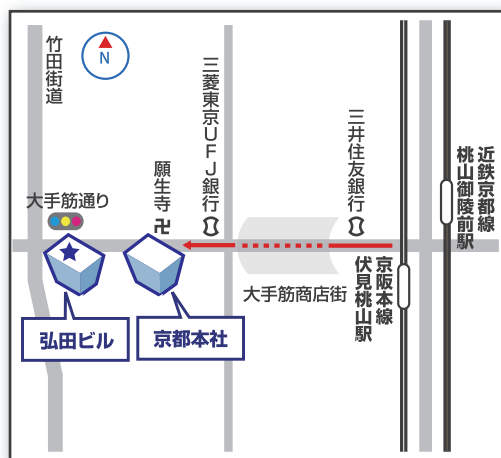 竹田街道
N
三菱東京UFJ銀行
三井住友銀行
近鉄京都線
桃山御陵前駅
願生寺
大手筋通り
大手筋商店街
京阪本線
伏見桃山駅
弘田ビル
京都本社